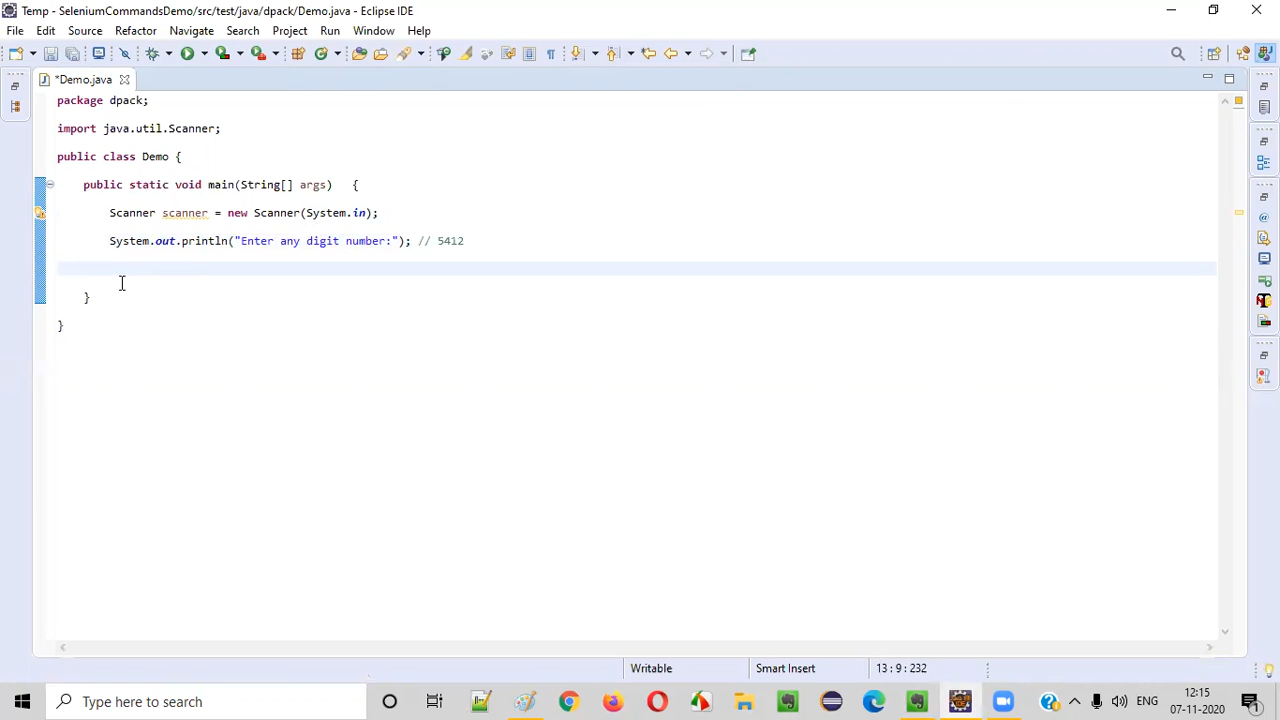 Temp - SeleniumCommandsDemo/src/test/java/dpack/Demo.java - Eclipse IDE
File Edit Source Refactor Navigate Search Project Run Window Help
*Demo.java
package dpack;
import java.util.Scanner;
public class Demo {
public static void main(String[] args) {
Scanner scanner = new Scanner(System.in);
System.out.println("Enter any digit number:"); // 5412
}
}
Writable Smart Insert 13 : 9 : 232
Type here to search
ENG
12:15
07-11-2020